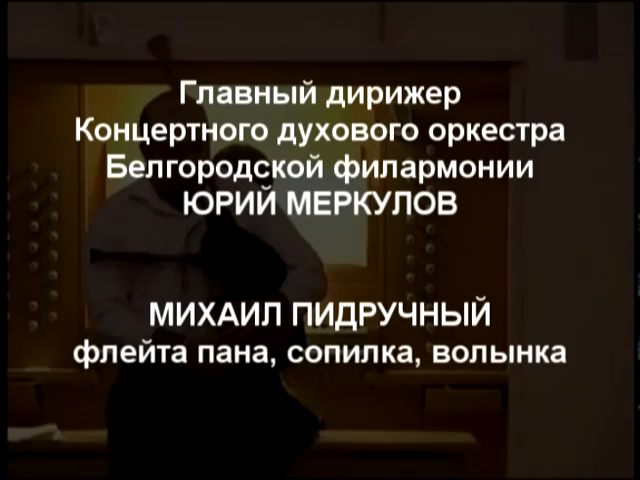 Главный дирижер
Концертного духового оркестра
Белгородской филармонии
ЮРИЙ МЕРКУЛОВ
МИХАИЛ ПИДРУЧНЫЙ
флейта пана, сопилка, волынка